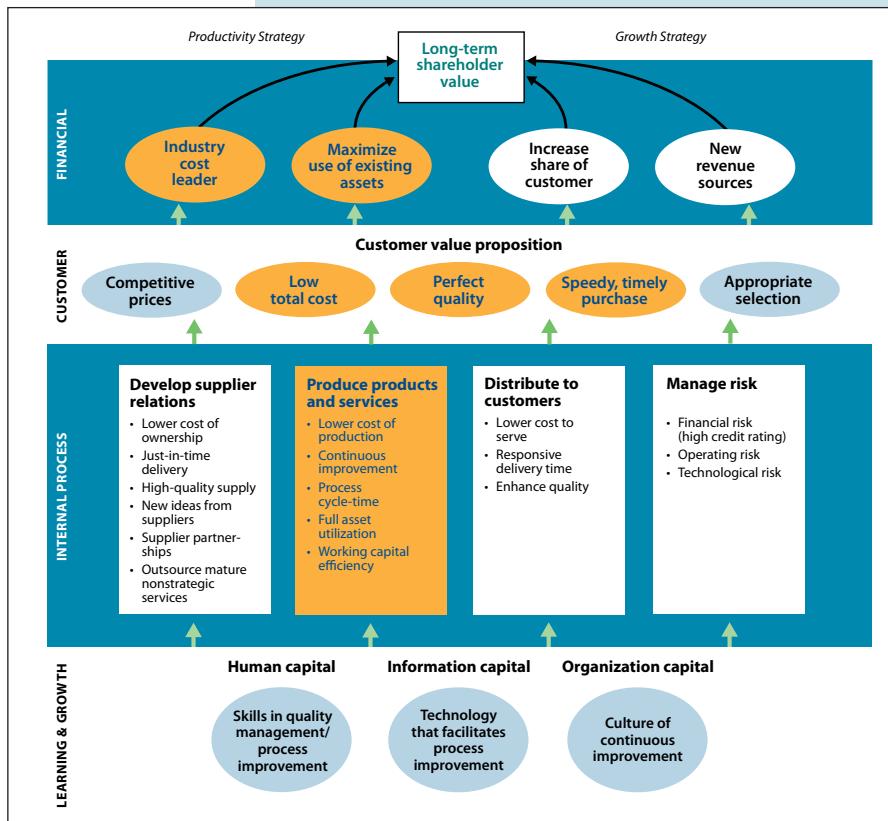 Productivity Strategy
Growth Strategy
Long-term
shareholder
value
FINANCIAL
Industry
cost
leader
Maximize
use of existing
assets
Increase
share of
customer
New
revenue
sources
CUSTOMER
Customer value proposition
Competitive
prices
Low
total cost
Perfect
quality
Speedy, timely
purchase
Appropriate
selection
INTERNAL PROCESS
Develop supplier
relations
• Lower cost of
ownership
• Just-in-time
delivery
• High-quality supply
• New ideas from
suppliers
• Supplier partner-
ships
• Outsource mature
nonstrategic
services
Produce products
and services
• Lower cost of
production
• Continuous
improvement
• Process
cycle-time
• Full asset
utilization
• Working capital
efficiency
Distribute to
customers
• Lower cost to
serve
• Responsive
delivery time
• Enhance quality
Manage risk
• Financial risk
(high credit rating)
• Operating risk
• Technological risk
LEARNING & GROWTH
Human capital
Information capital
Organization capital
Skills in quality
management/
process
improvement
Technology
that facilitates
process
improvement
Culture of
continuous
improvement